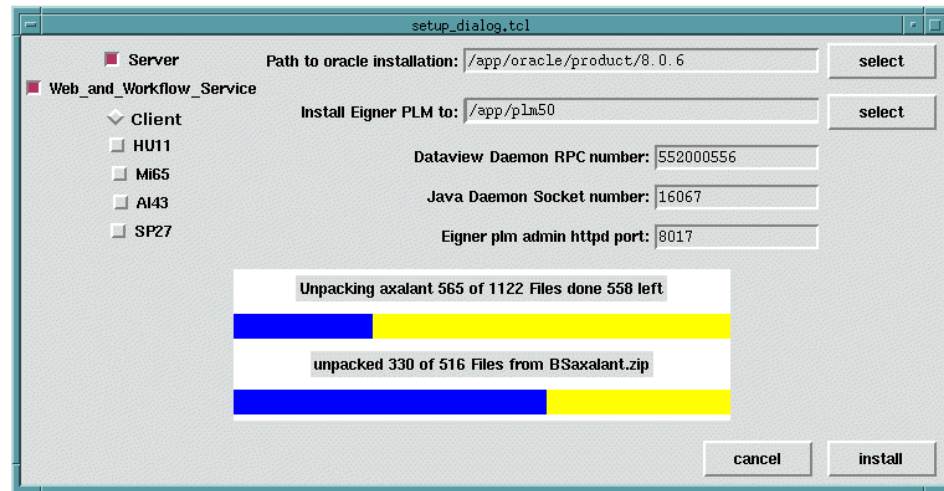 setup_dialog.tcl
Server
Path to oracle installation: /app/oracle/product/8.0.6
select
Web_and_Workflow_Service
Install Eigner PLM to: /app/plm50
select
Client
HU11
Dataview Daemon RPC number: 552000556
Mi65
Java Daemon Socket number: 16067
AI43
Eigner plm admin httpd port: 8017
SP27
Unpacking axalant 565 of 1122 Files done 558 left
unpacked 330 of 516 Files from BSaxalant.zip
cancel
install